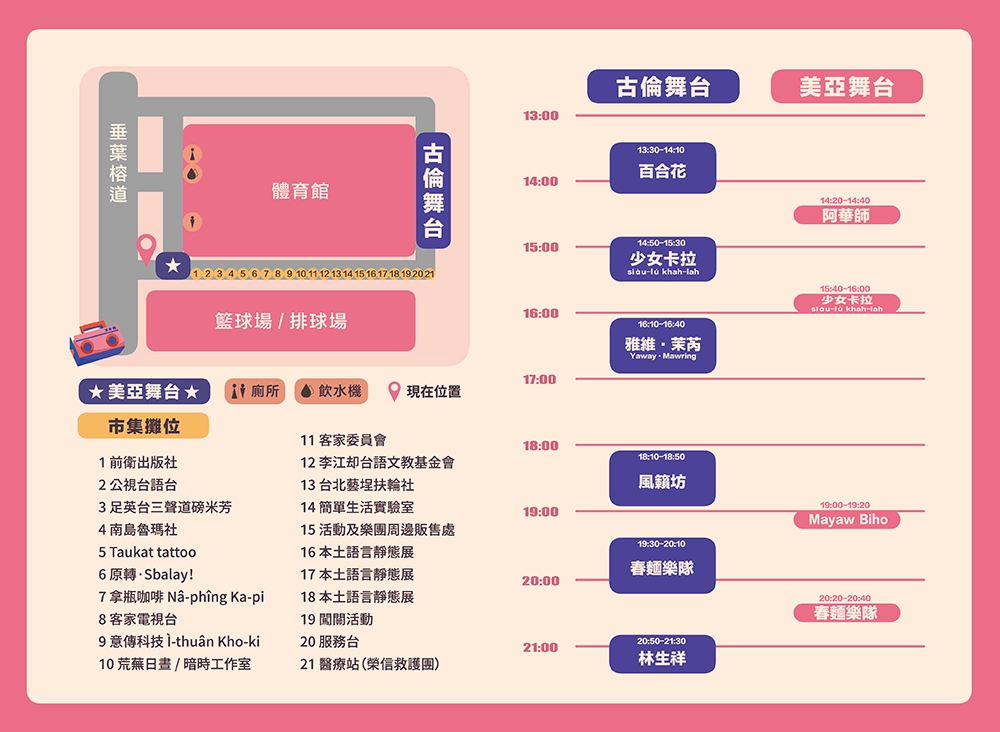 垂葉榕道
體育館
古倫舞台
1 2 3 4 5 6 7 8 9 10 11 12 13 14 15 16 17 18 19 20 21
籃球場 / 排球場
★ 美亞舞台 ★
廁所
飲水機
現在位置
市集攤位
1 前衛出版社
2 公視台語台
3 足英台三聲道磅米芳
4 南島魯瑪社
5 Taukat tattoo
6 原轉·Sbalay!
7 拿瓶咖啡 Nâ-phîng Ka-pi
8 客家電視台
9 意傳科技 Ì-thuân Kho-ki
10 荒蕪日晝 / 暗時工作室
11 客家委員會
12 李江却台語文教基金會
13 台北藝埕扶輪社
14 簡單生活實驗室
15 活動及樂團周邊販售處
16 本土語言靜態展
17 本土語言靜態展
18 本土語言靜態展
19 闖關活動
20 服務台
21 醫療站(榮信救護團)
古倫舞台
美亞舞台
13:00
13:30-14:10
百合花
14:00
14:20-14:40
阿華師
15:00
14:50-15:30
少女卡拉
siàu-lú khah-lah
15:40-16:00
少女卡拉
siàu-lú khah-lah
16:00
16:10-16:40
雅維·茉芮
Yaway·Mawring
17:00
18:00
18:10-18:50
風籟坊
19:00
19:00-19:20
Mayaw Biho
19:30-20:10
春麵樂隊
20:00
20:20-20:40
春麵樂隊
21:00
20:50-21:30
林生祥